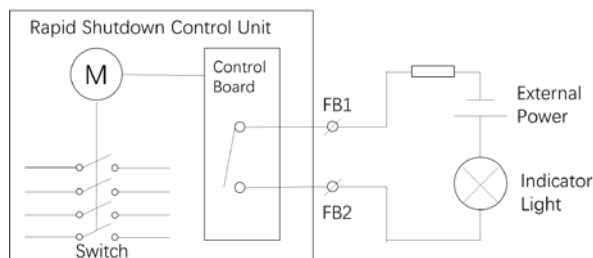 Rapid Shutdown Control Unit
M
Control
Board
FB1
External
Power
Indicator
Light
FB2
Switch